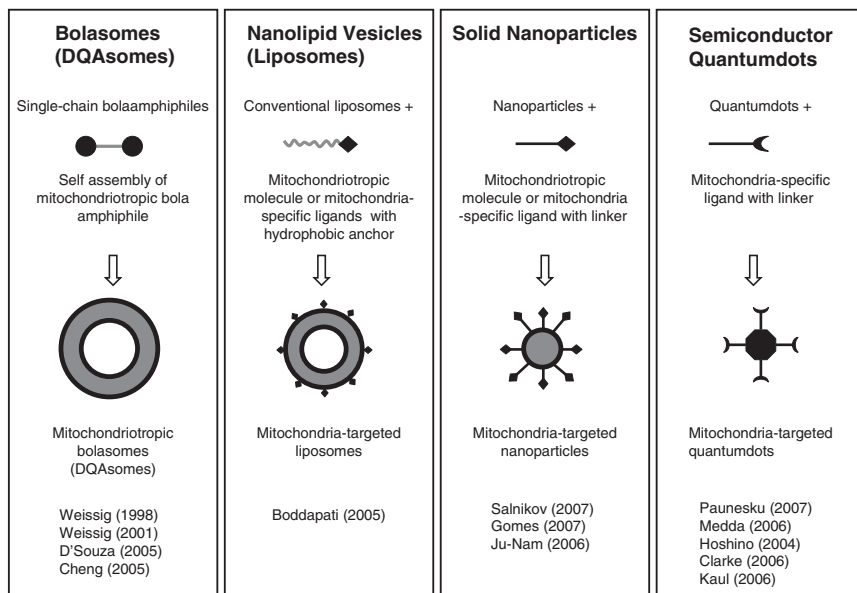 Bolasomes
(DQAsomes)
Single-chain bolaamphiphiles
Self assembly of
mitochondriotropic bola
amphiphile
Mitochondriotropic
bolasomes
(DQAsomes)
Weissig (1998)
Weissig (2001)
D'Souza (2005)
Cheng (2005)
Nanolipid Vesicles
(Liposomes)
Conventional liposomes +
Mitochondriotropic
molecule or mitochondria-
specific ligands with
hydrophobic anchor
Mitochondria-targeted
liposomes
Boddapati (2005)
Solid Nanoparticles
Nanoparticles +
Mitochondriotropic
molecule or mitochondria
-specific ligand with linker
Mitochondria-targeted
nanoparticles
Salnikov (2007)
Gomes (2007)
Ju-Nam (2006)
Semiconductor
Quantumdots
Quantumdots +
Mitochondria-specific
ligand with linker
Mitochondria-targeted
quantumdots
Paunesku (2007)
Medda (2006)
Hoshino (2004)
Clarke (2006)
Kaul (2006)